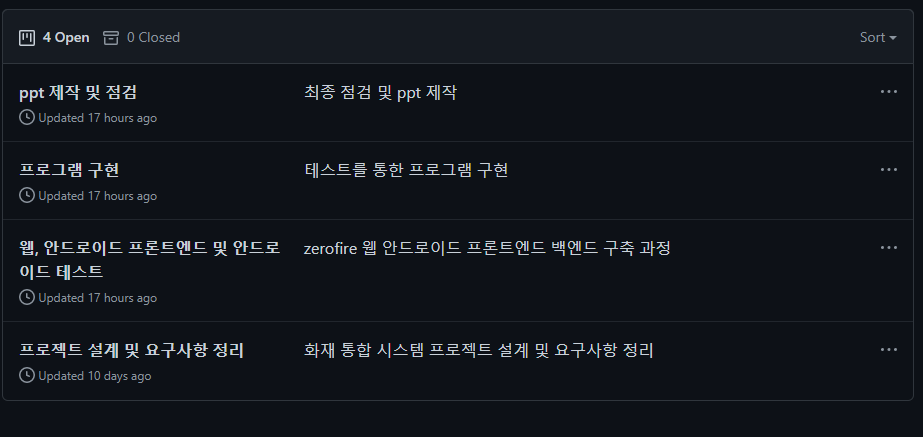 4 Open 0 Closed Sort
ppt 제작 및 점검 최종 점검 및 ppt 제작
Updated 17 hours ago
프로그램 구현 테스트를 통한 프로그램 구현
Updated 17 hours ago
웹, 안드로이드 프론트엔드 및 안드로 zerofire 웹 안드로이드 프론트엔드 백엔드 구축 과정
이드 테스트
Updated 17 hours ago
프로젝트 설계 및 요구사항 정리 화재 통합 시스템 프로젝트 설계 및 요구사항 정리
Updated 10 days ago